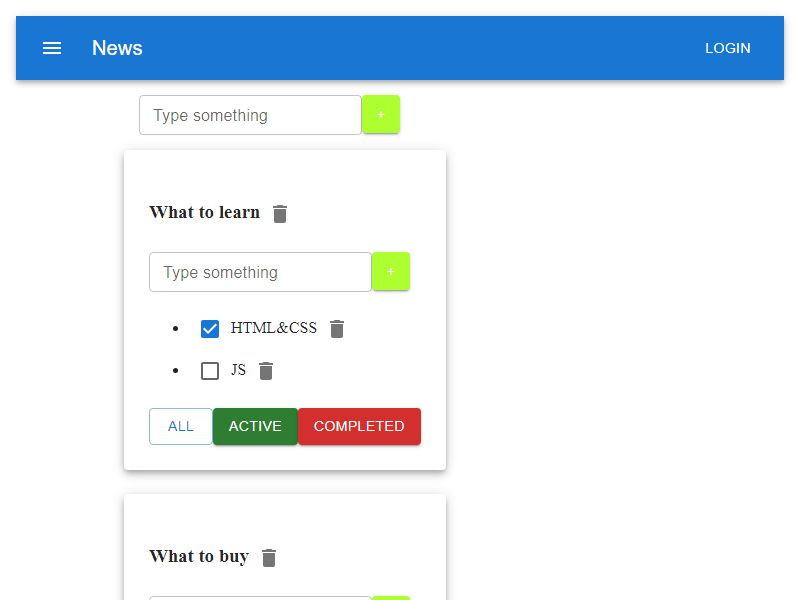 News
LOGIN
Type something
+
What to learn
Type something
+
HTML&CSS
JS
ALL ACTIVE COMPLETED
What to buy